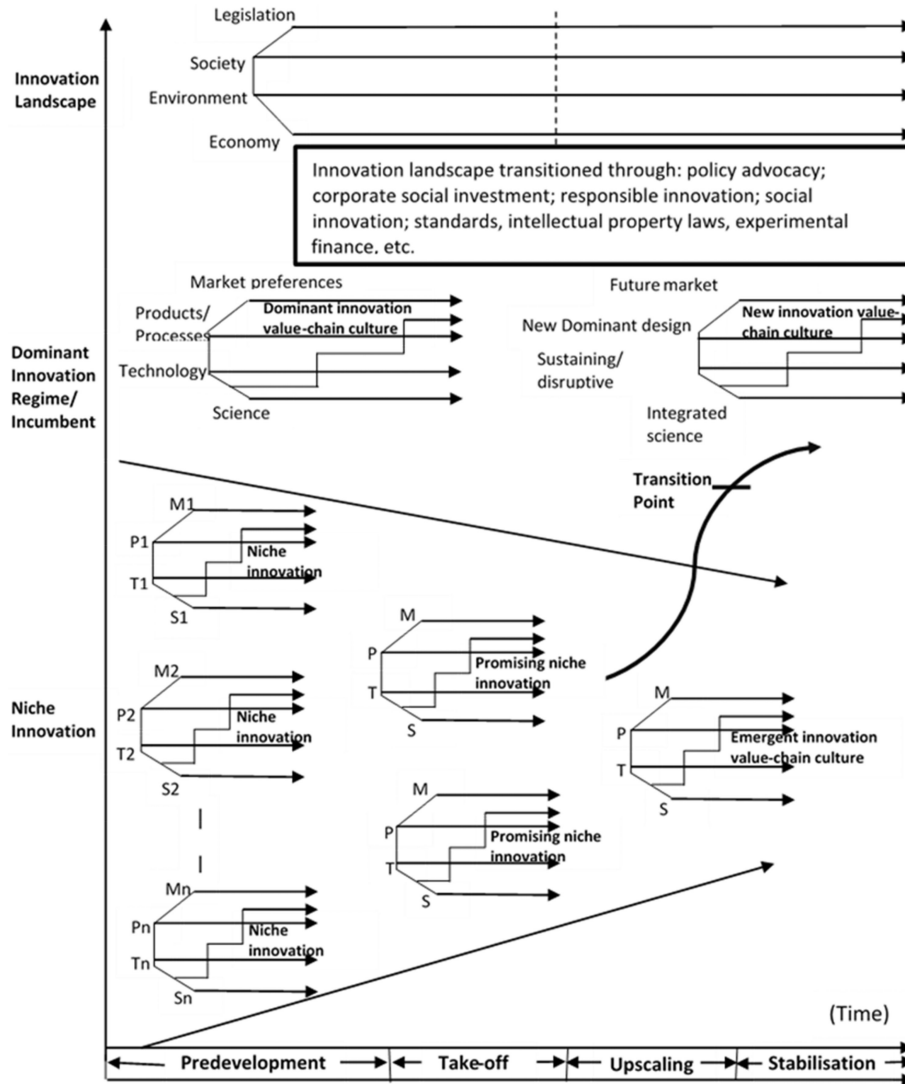 Legislation
Society
Innovation
Landscape
Environment
Economy
Innovation landscape transitioned through: policy advocacy;
corporate social investment; responsible innovation; social
innovation; standards, intellectual property laws, experimental
finance, etc.
Market preferences
Products/
Processes
Dominant innovation
value-chain culture
Technology
Science
Dominant
Innovation
Regime/
Incumbent
Future market
New Dominant design
New innovation value-
chain culture
Sustaining/
disruptive
Integrated
science
Transition
Point
M1
P1
Niche
innovation
T1
S1
M
P
Promising niche
innovation
T
S
M2
P2
Niche
innovation
T2
S2
Niche
Innovation
M
P
Emergent innovation
value-chain culture
T
S
M
P
Promising niche
innovation
T
S
Mn
Pn
Niche
innovation
Tn
Sn
(Time)
Predevelopment
Take-off
Upscaling
Stabilisation